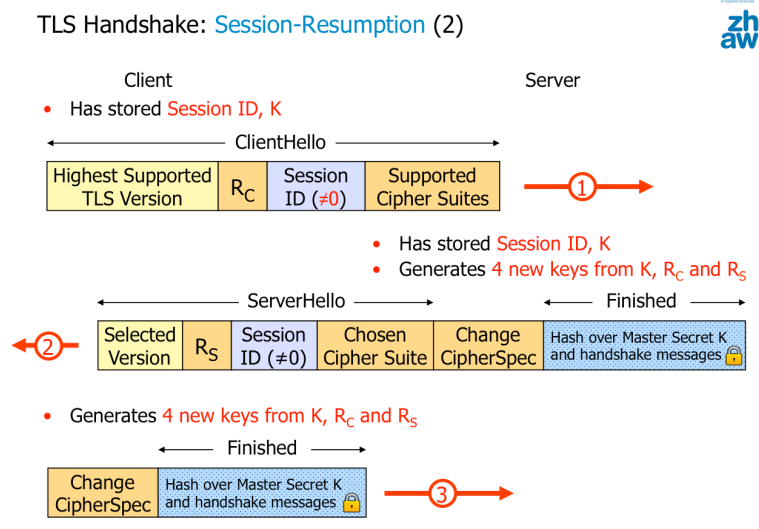 TLS Handshake: Session-Resumption (2)
zh
aw
Client
Server
• Has stored Session ID, K
ClientHello
Highest Supported
TLS Version
RC
Session
ID (≠0)
Supported
Cipher Suites
1
• Has stored Session ID, K
• Generates 4 new keys from K, RC and RS
ServerHello
Finished
2
Selected
Version
RS
Session
ID (≠0)
Chosen
Cipher Suite
Change
CipherSpec
Hash over Master Secret K
and handshake messages
• Generates 4 new keys from K, RC and RS
Finished
Change
CipherSpec
Hash over Master Secret K
and handshake messages
3